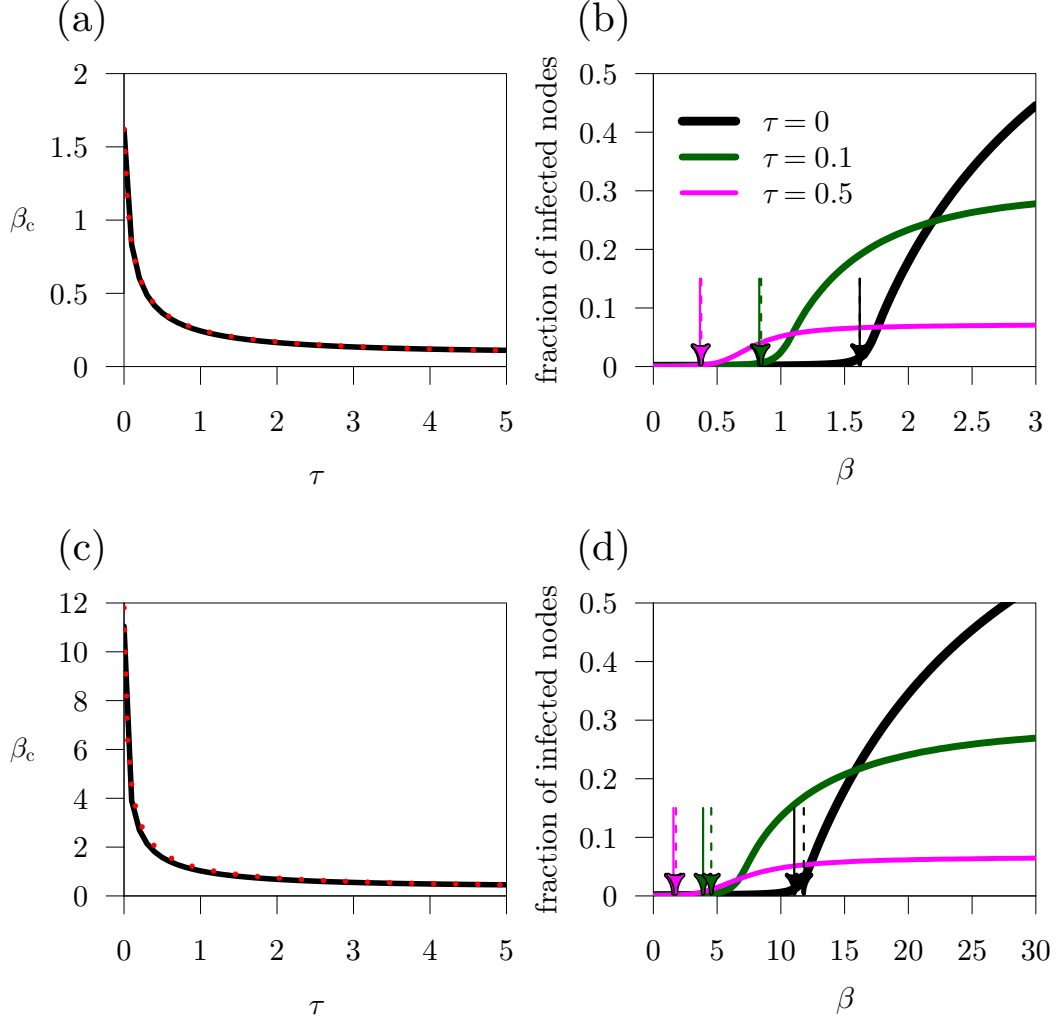 (a)
2
1.5
1
0.5
0
β_c
0 1 2 3 4 5
τ
(b)
fraction of infected nodes
0.5
0.4
0.3
0.2
0.1
0
τ = 0
τ = 0.1
τ = 0.5
0 0.5 1 1.5 2 2.5 3
β
(c)
12
10
8
6
4
2
0
β_c
0 1 2 3 4 5
τ
(d)
fraction of infected nodes
0.5
0.4
0.3
0.2
0.1
0
0 5 10 15 20 25 30
β